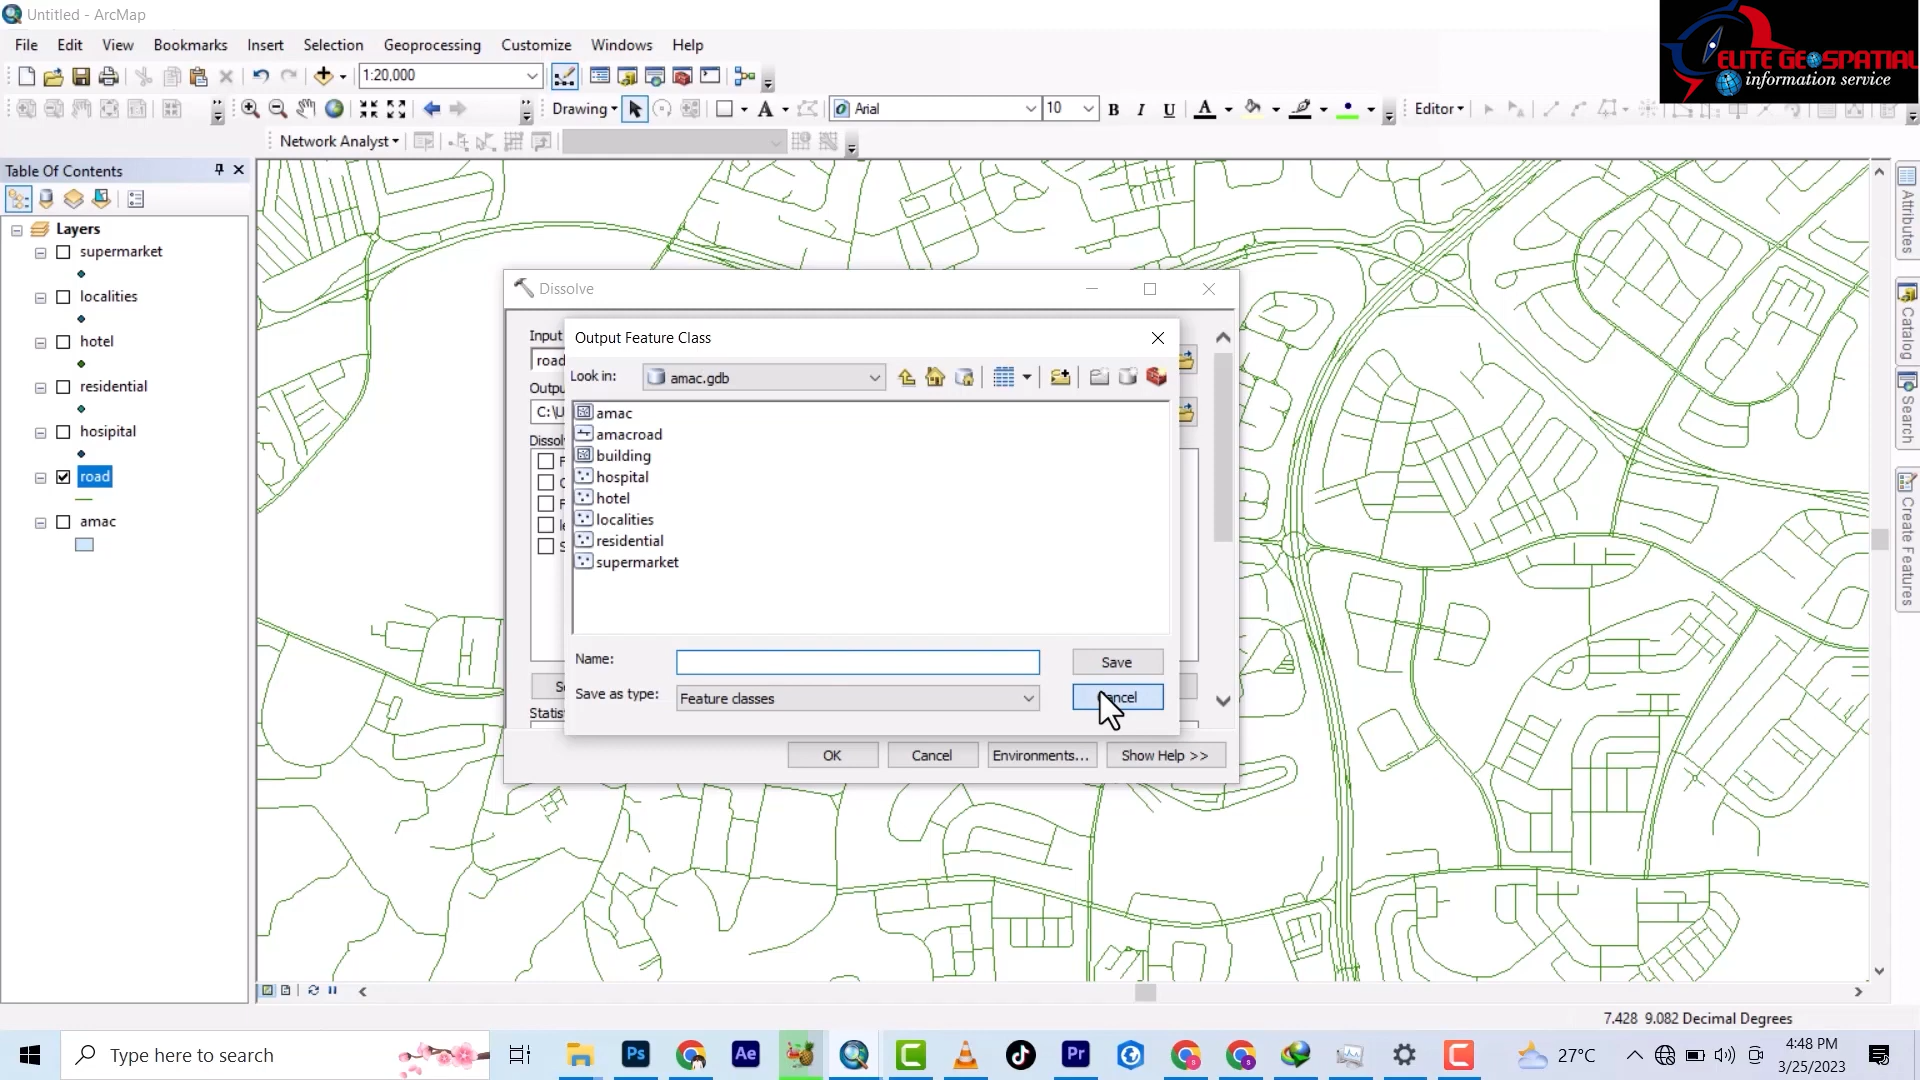 Untitled - ArcMap
ELITE GEOSPATIAL
information service
File Edit View Bookmarks Insert Selection Geoprocessing Customize Windows Help
1:20,000
Drawing Arial 10 B I U A Editor
Network Analyst
Table Of Contents
Layers
supermarket
localities
hotel
residential
hosipital
road
amac
Dissolve
Input
road
Outpu
C:\U
Dissol
Output Feature Class
Look in: amac.gdb
amac
amacroad
building
hospital
hotel
localities
residential
supermarket
Name:
Save
Save as type: Feature classes
Cancel
Statis
OK Cancel Environments... Show Help >>
Attributes
Catalog
Search
Create Features
7.428 9.082 Decimal Degrees
Type here to search
Ps
Ae
Pr
27°C
4:48 PM
3/25/2023